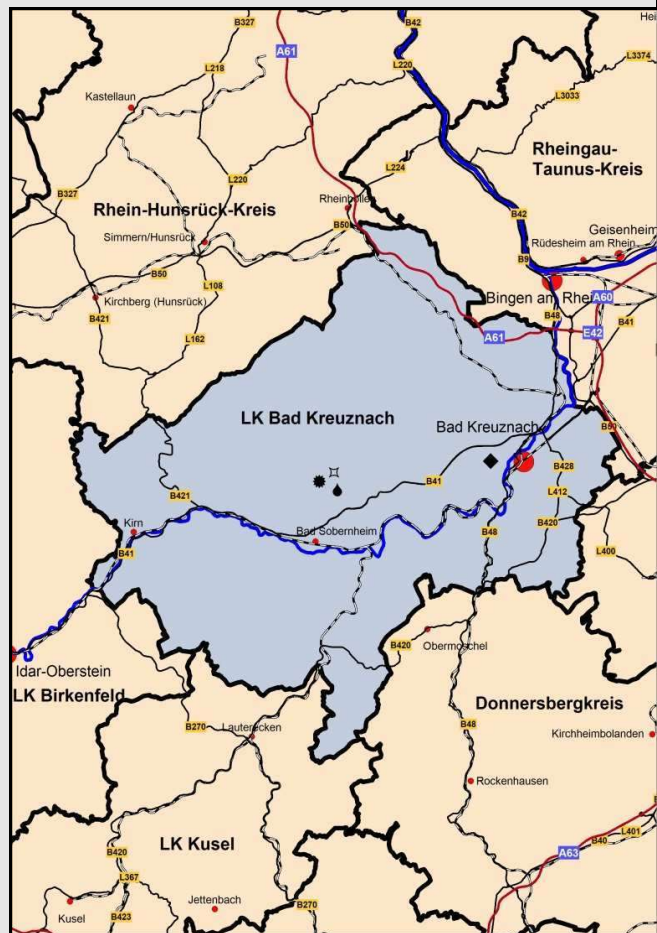 B327
B42
Hei
A61
L3374
L218
L220
Kastellaun
L3033
Rheingau-
Taunus-Kreis
L224
L220
B327
Rhein-Hunsrück-Kreis
B42
B50
Geisenheim
Simmern/Hunsrück
Rüdesheim am Rhein
B9
B50
L108
Kirchberg (Hunsrück)
Bingen am Rhei
A60
B421
B48
B41
E42
L162
A61
LK Bad Kreuznach
Bad Kreuznach
B428
B41
B421
L412
Kirn
B420
Bad Sobernheim
B48
B41
L400
B420
Obermoschel
Idar-Oberstein
LK Birkenfeld
Donnersbergkreis
B270
Lauterecken
B48
Kirchheimbolanden
Rockenhausen
L401
LK Kusel
B40
B420
A63
L367
Jettenbach
B270
Kusel
B423